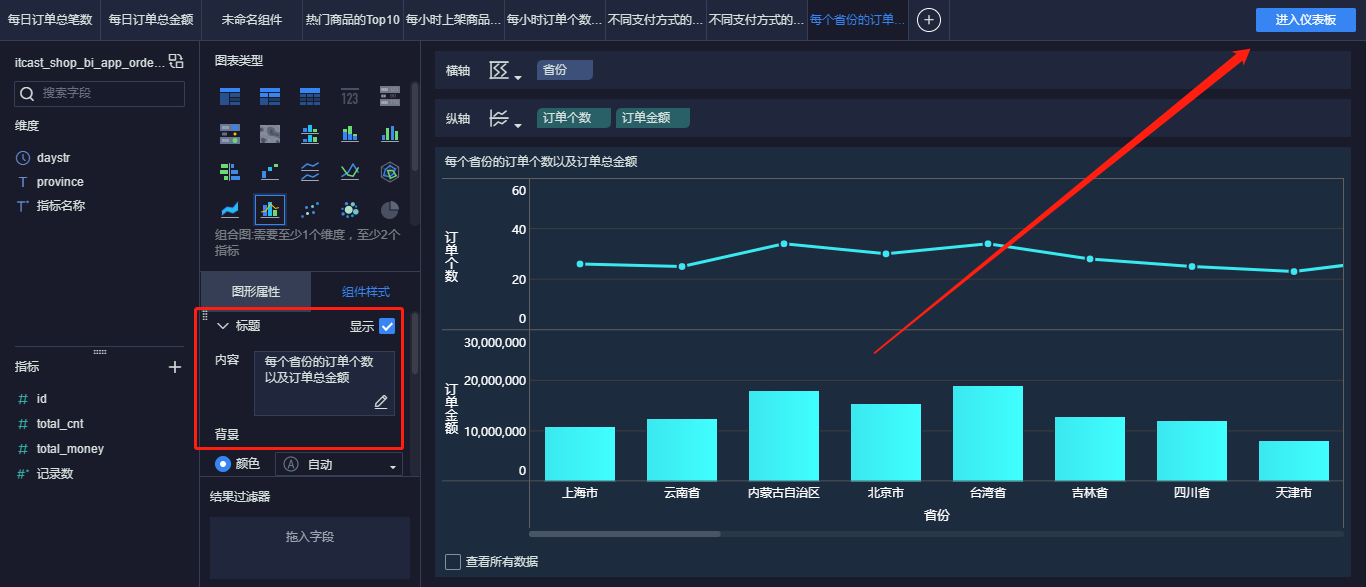 每日订单总笔数
每日订单总金额
未命名组件
热门商品的Top10
每小时上架商品...
每小时订单个数...
不同支付方式的...
不同支付方式的...
每个省份的订单...
进入仪表板
itcast_shop_bi_app_orde...
搜索字段
维度
daystr
T province
T* 指标名称
指标
# id
# total_cnt
# total_money
#* 记录数
图表类型
123
组合图:需要至少1个维度，至少2个
指标
图形属性
组件样式
标题
显示
内容
每个省份的订单个数
以及订单总金额
背景
颜色
A 自动
结果过滤器
拖入字段
横轴
省份
纵轴
订单个数
订单金额
每个省份的订单个数以及订单总金额
60
40
20
0
订单个数
30,000,000
20,000,000
10,000,000
0
订单金额
上海市
云南省
内蒙古自治区
北京市
台湾省
吉林省
四川省
天津市
省份
查看所有数据